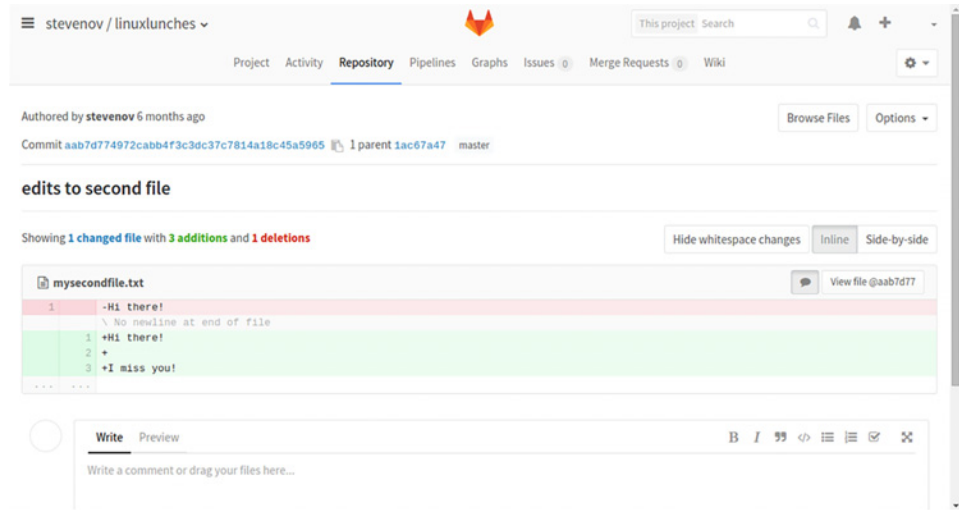 stevenov / linuxlunches
This project Search
Project Activity Repository Pipelines Graphs Issues 0 Merge Requests 0 Wiki
Authored by stevenov 6 months ago
Browse Files Options
Commit aab7d774972cabb4f3c3dc37c7814a18c45a5965 1 parent 1ac67a47 master
edits to second file
Showing 1 changed file with 3 additions and 1 deletions
Hide whitespace changes Inline Side-by-side
mysecondfile.txt
View file @aab7d77
1 -Hi there!
\ No newline at end of file
1 +Hi there!
2 +
3 +I miss you!
... ...
Write Preview
B I
Write a comment or drag your files here...